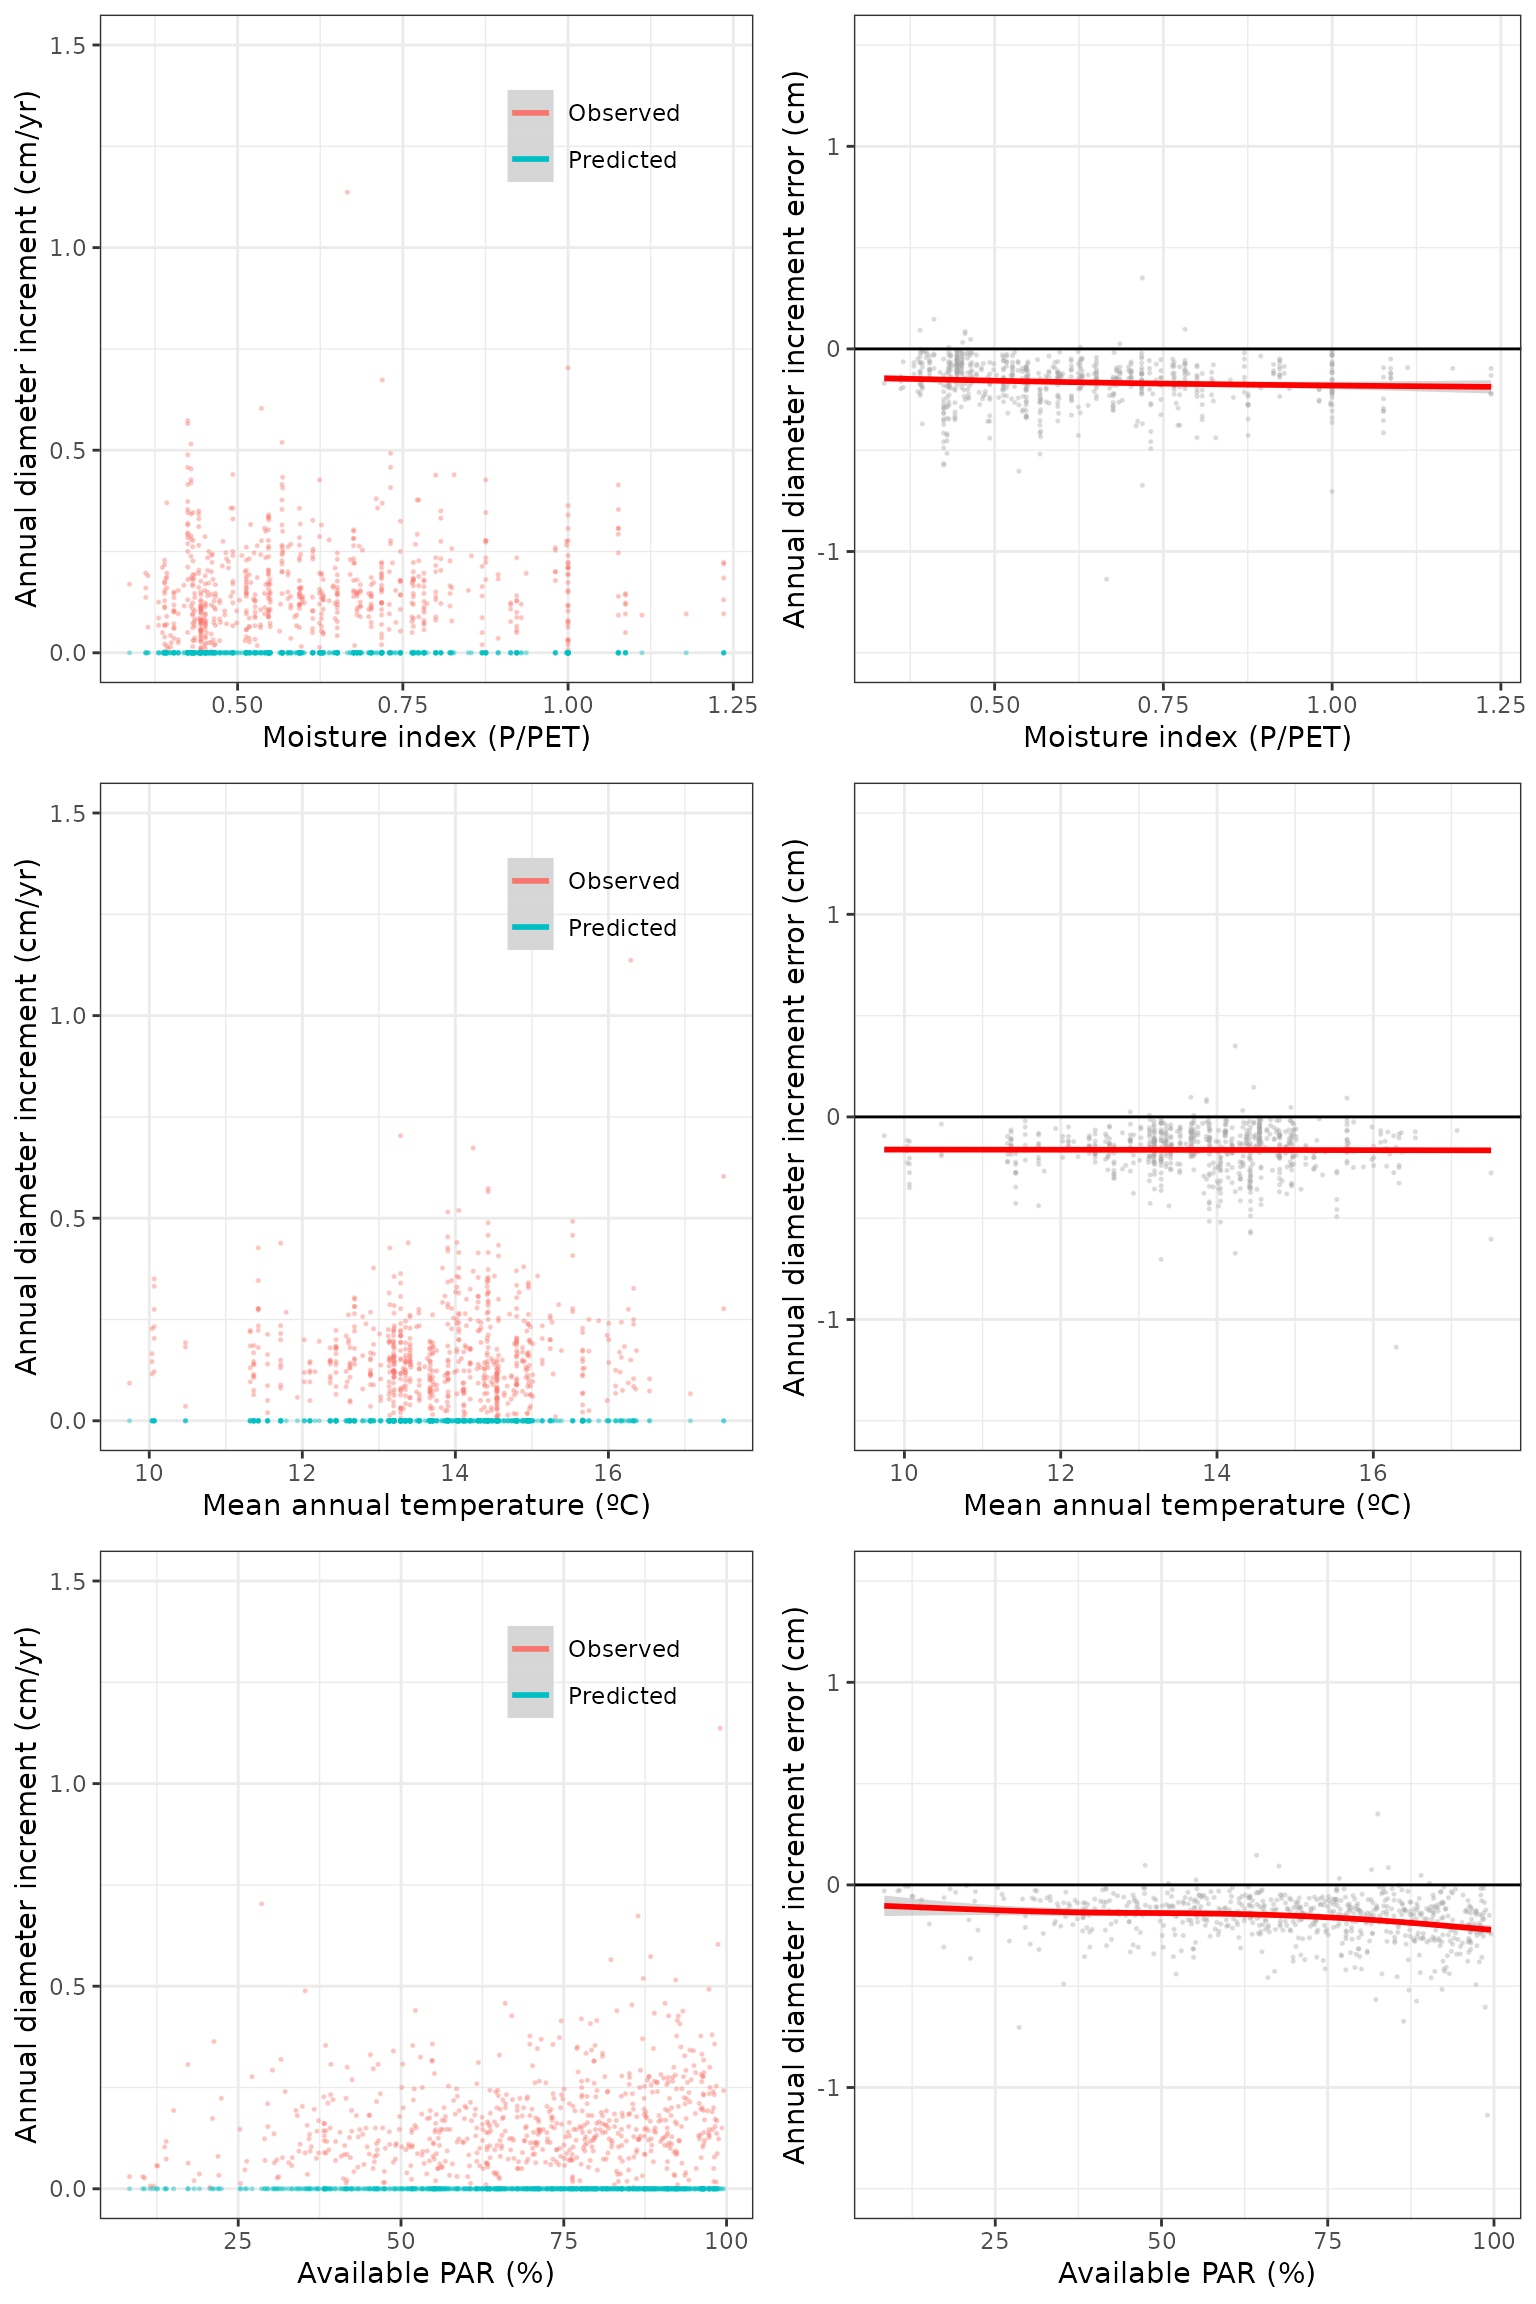 Annual diameter increment (cm/yr)
1.5
1.0
0.5
0.0
Observed
Predicted
0.50 0.75 1.00 1.25
Moisture index (P/PET)
Annual diameter increment error (cm)
1
0
-1
0.50 0.75 1.00 1.25
Moisture index (P/PET)
Annual diameter increment (cm/yr)
1.5
1.0
0.5
0.0
Observed
Predicted
10 12 14 16
Mean annual temperature (ºC)
Annual diameter increment error (cm)
1
0
-1
10 12 14 16
Mean annual temperature (ºC)
Annual diameter increment (cm/yr)
1.5
1.0
0.5
0.0
Observed
Predicted
25 50 75 100
Available PAR (%)
Annual diameter increment error (cm)
1
0
-1
25 50 75 100
Available PAR (%)